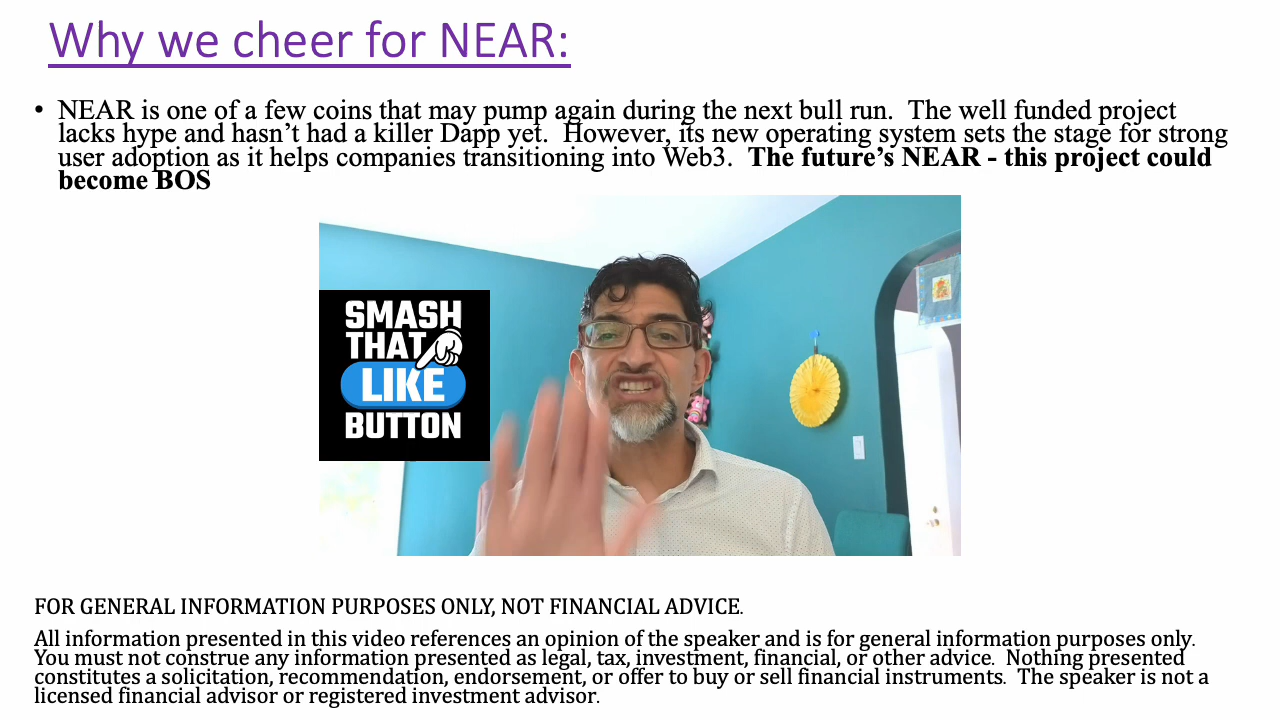 Why we cheer for NEAR:
• NEAR is one of a few coins that may pump again during the next bull run.  The well funded project
lacks hype and hasn’t had a killer Dapp yet.  However, its new operating system sets the stage for strong
user adoption as it helps companies transitioning into Web3.  The future’s NEAR - this project could
become BOS
SMASH
THAT
LIKE
BUTTON
FOR GENERAL INFORMATION PURPOSES ONLY, NOT FINANCIAL ADVICE.
All information presented in this video references an opinion of the speaker and is for general information purposes only.
You must not construe any information presented as legal, tax, investment, financial, or other advice.  Nothing presented
constitutes a solicitation, recommendation, endorsement, or offer to buy or sell financial instruments.  The speaker is not a
licensed financial advisor or registered investment advisor.